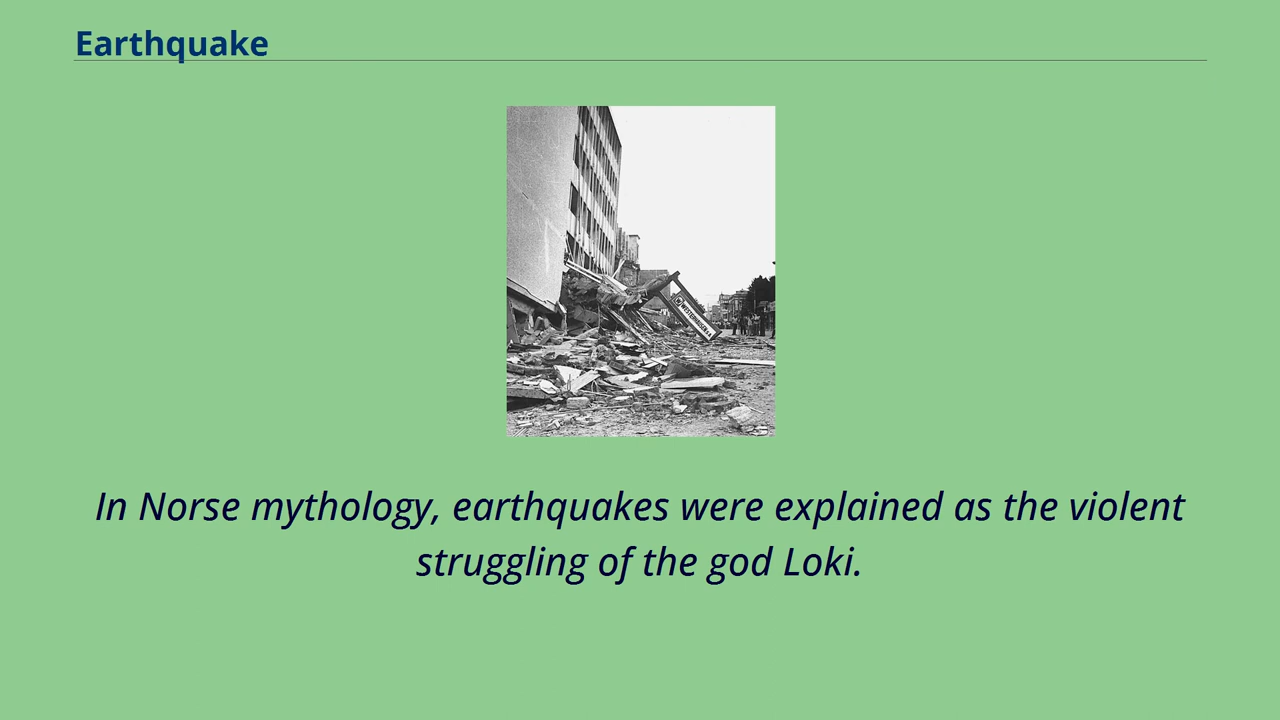 Earthquake
In Norse mythology, earthquakes were explained as the violent
struggling of the god Loki.